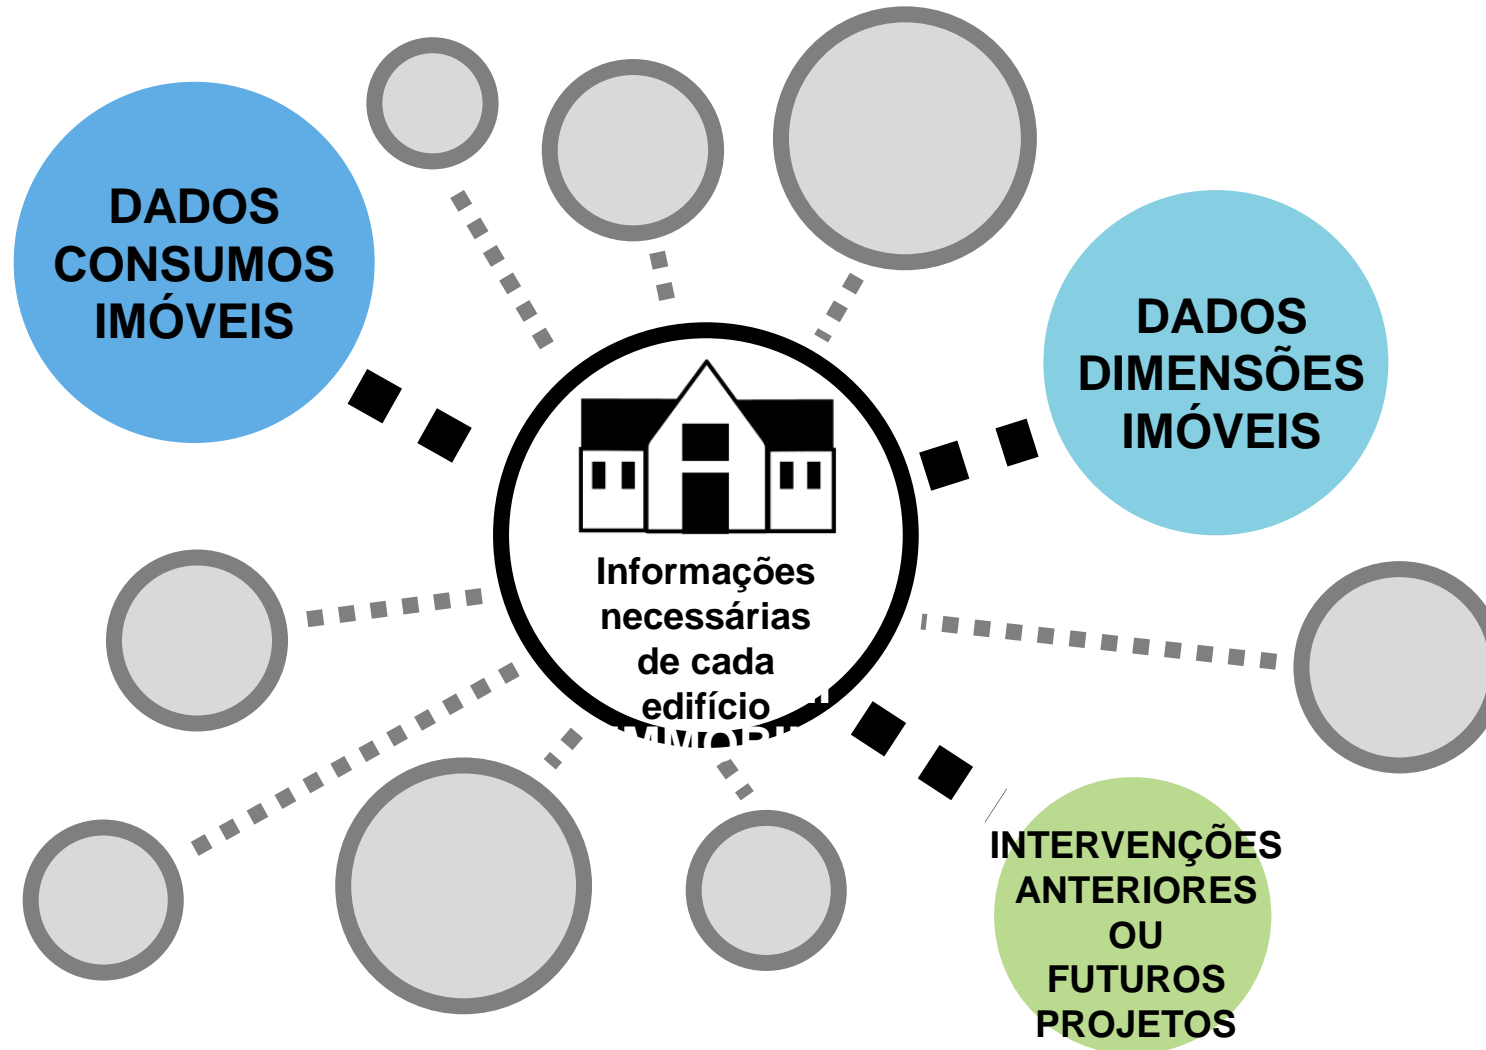 DADOS
CONSUMOS
IMÓVEIS
DADOS
DIMENSÕES
IMÓVEIS
Informações
necessárias
de cada
edifício
INTERVENÇÕES
ANTERIORES
OU
FUTUROS
PROJETOS